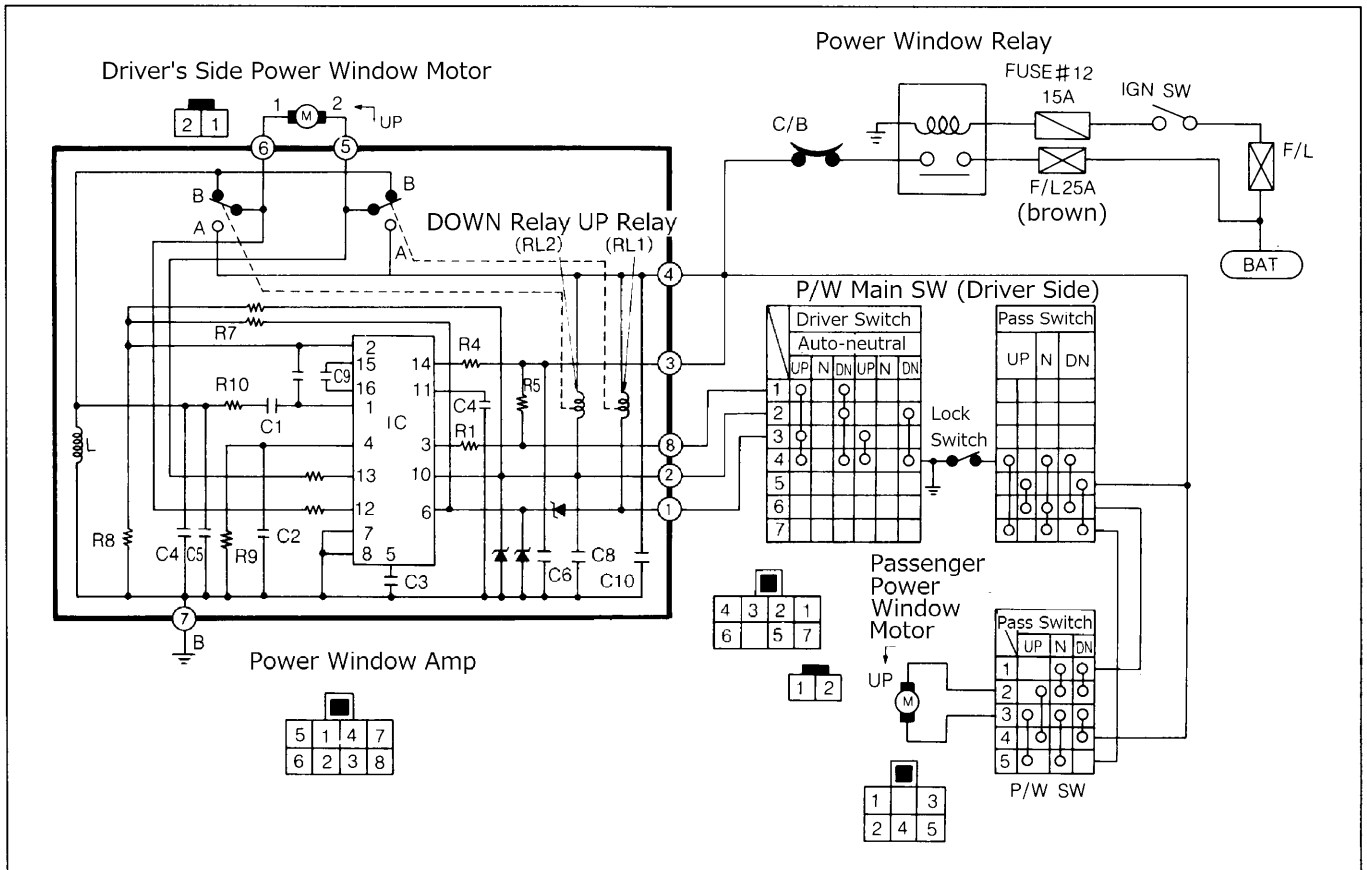 Power Window Relay
Driver's Side Power Window Motor
FUSE#12
15A
IGN SW
1 M 2
UP
2 1
C/B
F/L
6 5
F/L25A
(brown)
BAT
B B
A A
DOWN Relay UP Relay
(RL2) (RL1)
4
P/W Main SW (Driver Side)
Driver Switch
Auto-neutral
UP N DN UP N DN
1
2
3
4
5
6
7
Lock
Switch
Pass Switch
UP N DN
R7
2
15
16
C9
14
R4
3
11
R5
R10
C1
1
IC
C4
L
4
3
R1
8
13
10
2
12
6
1
R8
C4
C5
R9
C2
7
8 5
C3
C6
C8
C10
7
B
Power Window Amp
5 1 4 7
6 2 3 8
4 3 2 1
6 5 7
1 2
Passenger
Power
Window
Motor
UP
M
Pass Switch
UP N DN
1
2
3
4
5
P/W SW
1 3
2 4 5